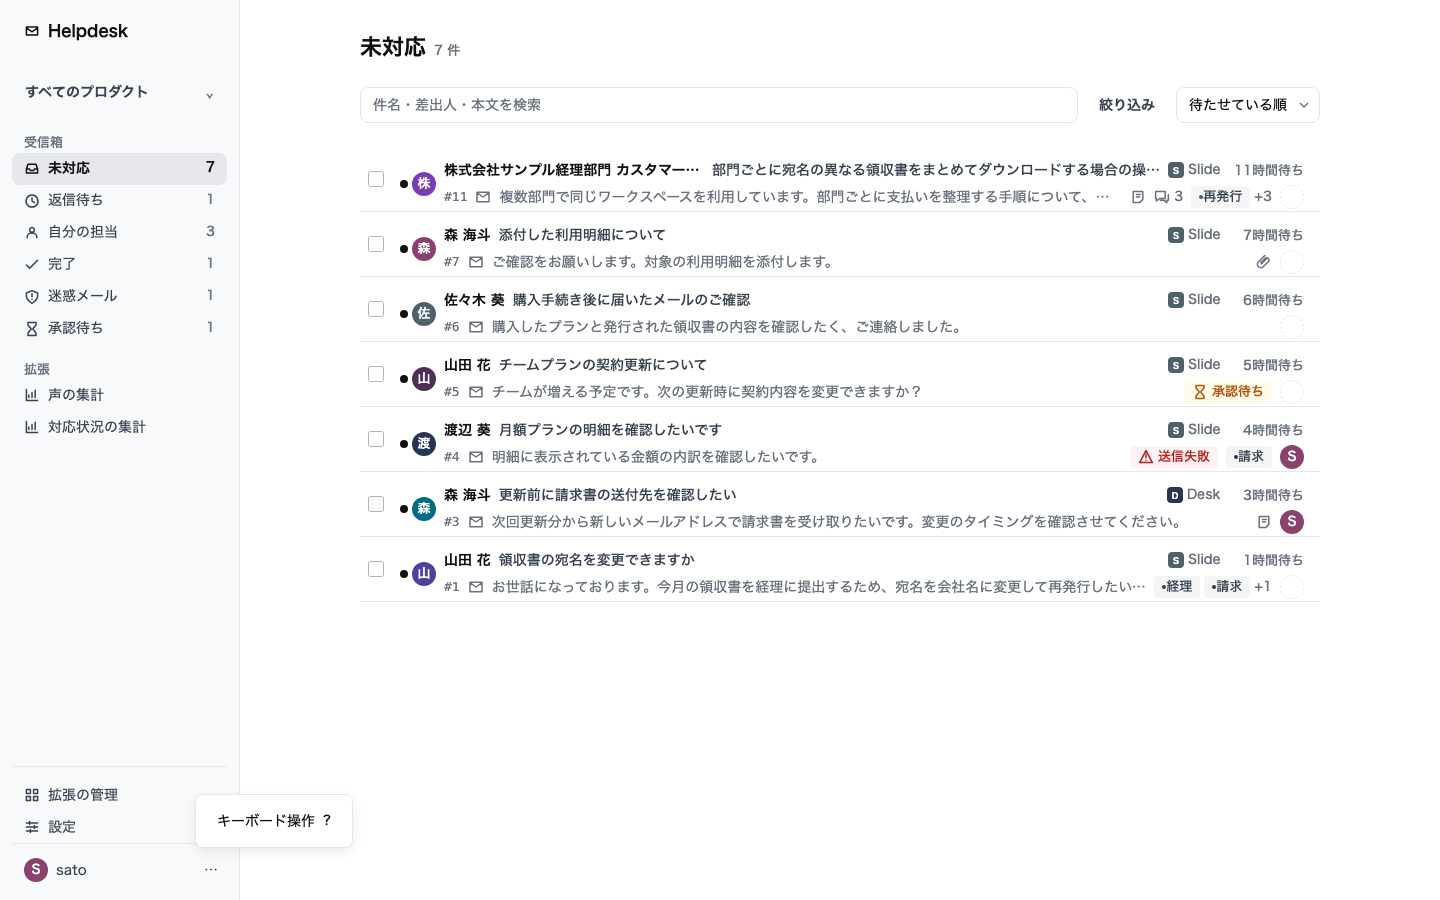 Helpdesk
すべてのプロダクト
受信箱
未対応 7
返信待ち 1
自分の担当 3
完了 1
迷惑メール 1
承認待ち 1
拡張
声の集計
対応状況の集計
拡張の管理
設定
S sato …
キーボード操作 ?
未対応 7 件
件名・差出人・本文を検索 絞り込み 待たせている順
株 株式会社サンプル経理部門 カスタマー… 部門ごとに宛名の異なる領収書をまとめてダウンロードする場合の操… S Slide 11時間待ち
#11 複数部門で同じワークスペースを利用しています。部門ごとに支払いを整理する手順について、… 3 •再発行 +3
森 森 海斗 添付した利用明細について S Slide 7時間待ち
#7 ご確認をお願いします。対象の利用明細を添付します。
佐 佐々木 葵 購入手続き後に届いたメールのご確認 S Slide 6時間待ち
#6 購入したプランと発行された領収書の内容を確認したく、ご連絡しました。
山 山田 花 チームプランの契約更新について S Slide 5時間待ち
#5 チームが増える予定です。次の更新時に契約内容を変更できますか？ 承認待ち
渡 渡辺 葵 月額プランの明細を確認したいです S Slide 4時間待ち
#4 明細に表示されている金額の内訳を確認したいです。 送信失敗 •請求 S
森 森 海斗 更新前に請求書の送付先を確認したい D Desk 3時間待ち
#3 次回更新分から新しいメールアドレスで請求書を受け取りたいです。変更のタイミングを確認させてください。 S
山 山田 花 領収書の宛名を変更できますか S Slide 1時間待ち
#1 お世話になっております。今月の領収書を経理に提出するため、宛名を会社名に変更して再発行したい… •経理 •請求 +1